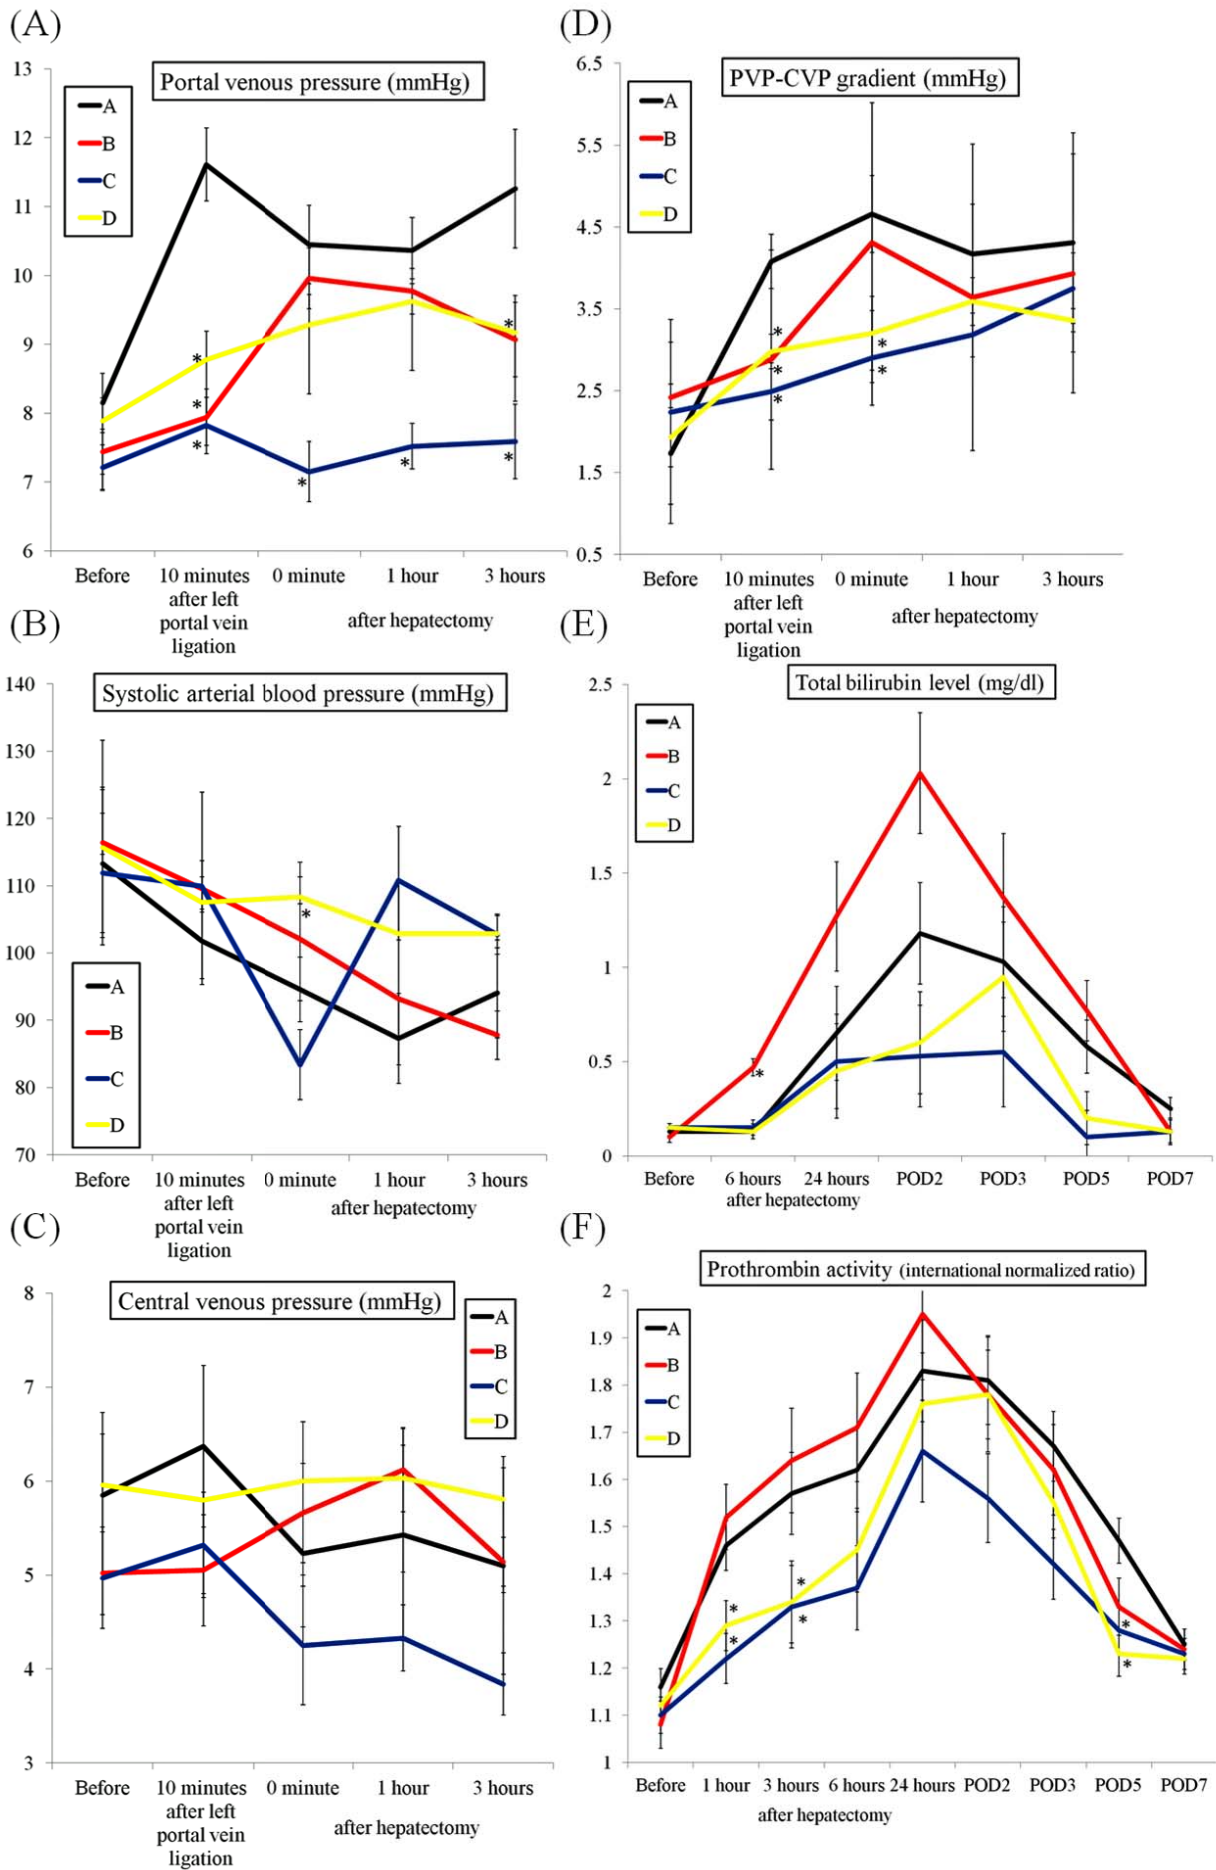 (A)
Portal venous pressure (mmHg)
A
B
C
D
13
12
11
10
9
8
7
6
*
*
*
*
*
*
*
Before
10 minutes
after left
portal vein
ligation
0 minute
1 hour
3 hours
after hepatectomy
(D)
PVP-CVP gradient (mmHg)
A
B
C
D
6.5
5.5
4.5
3.5
2.5
1.5
0.5
*
*
*
*
*
Before
10 minutes
after left
portal vein
ligation
0 minute
1 hour
3 hours
after hepatectomy
(B)
Systolic arterial blood pressure (mmHg)
140
130
120
110
100
90
80
70
*
A
B
C
D
Before
10 minutes
after left
portal vein
ligation
0 minute
1 hour
3 hours
after hepatectomy
(E)
Total bilirubin level (mg/dl)
A
B
C
D
2.5
2
1.5
1
0.5
0
*
Before
6 hours
24 hours
POD2
POD3
POD5
POD7
after hepatectomy
(C)
Central venous pressure (mmHg)
A
B
C
D
8
7
6
5
4
3
Before
10 minutes
after left
portal vein
ligation
0 minute
1 hour
3 hours
after hepatectomy
(F)
Prothrombin activity (international normalized ratio)
A
B
C
D
2
1.9
1.8
1.7
1.6
1.5
1.4
1.3
1.2
1.1
1
*
*
*
*
*
*
Before
1 hour
3 hours
6 hours
24 hours
POD2
POD3
POD5
POD7
after hepatectomy